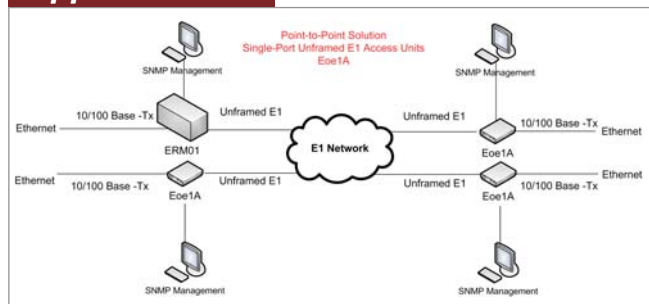 Point-to-Point Solution
Single-Port Unframed E1 Access Units
Eoe1A
SNMP Management
SNMP Management
10/100 Base -Tx
Unframed E1
Unframed E1
10/100 Base -Tx
Ethernet
Ethernet
ERM01
E1 Network
Eoe1A
Ethernet
10/100 Base -Tx
Unframed E1
Unframed E1
10/100 Base -Tx
Ethernet
Eoe1A
Eoe1A
SNMP Management
SNMP Management